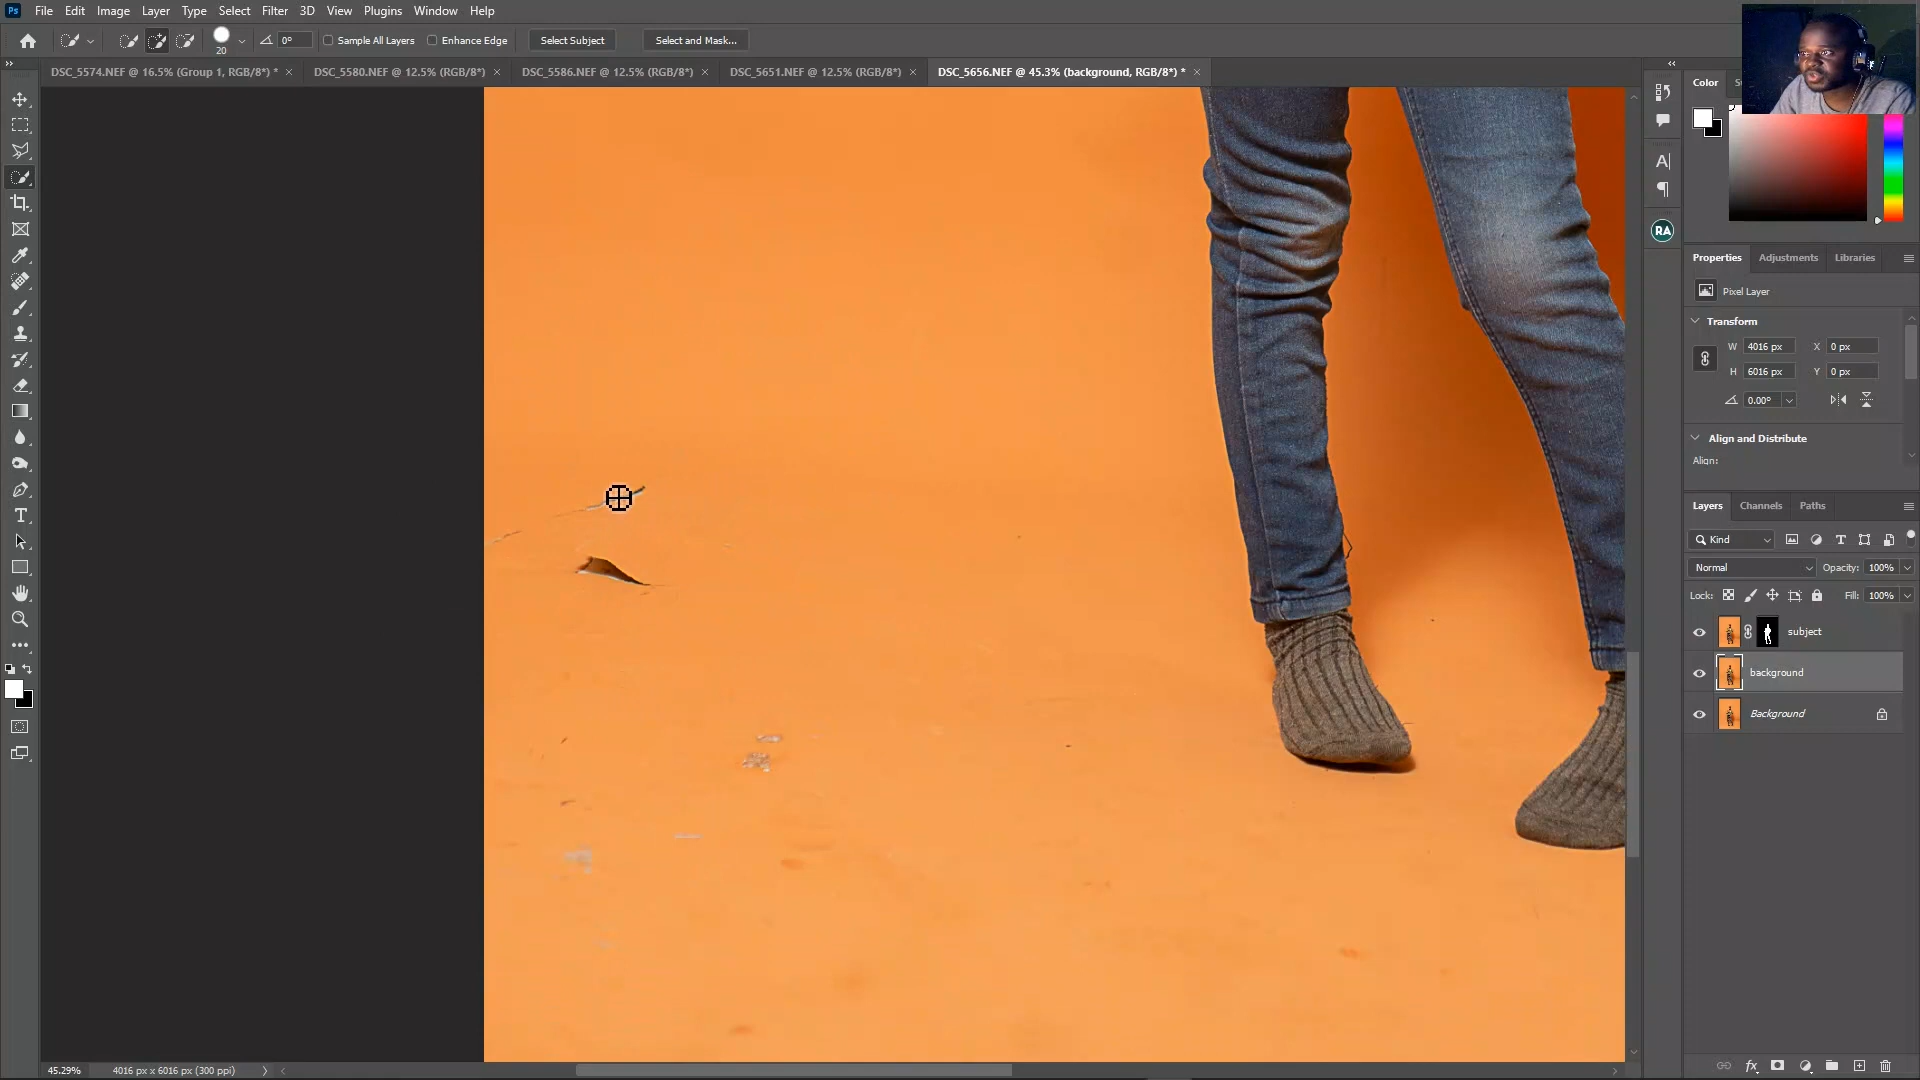 Ps File Edit Image Layer Type Select Filter 3D View Plugins Window Help
20 0° Sample All Layers Enhance Edge Select Subject Select and Mask...
DSC_5574.NEF @ 16.5% (Group 1, RGB/8*) * × DSC_5580.NEF @ 12.5% (RGB/8*) × DSC_5586.NEF @ 12.5% (RGB/8*) × DSC_5651.NEF @ 12.5% (RGB/8*) × DSC_5656.NEF @ 45.3% (background, RGB/8*) * ×
Color
RA
Properties Adjustments Libraries
Pixel Layer
Transform
W 4016 px X 0 px
H 6016 px Y 0 px
0.00°
Align and Distribute
Align:
Layers Channels Paths
Kind
Normal Opacity: 100%
Lock: Fill: 100%
subject
background
Background
45.29% 4016 px x 6016 px (300 ppi)